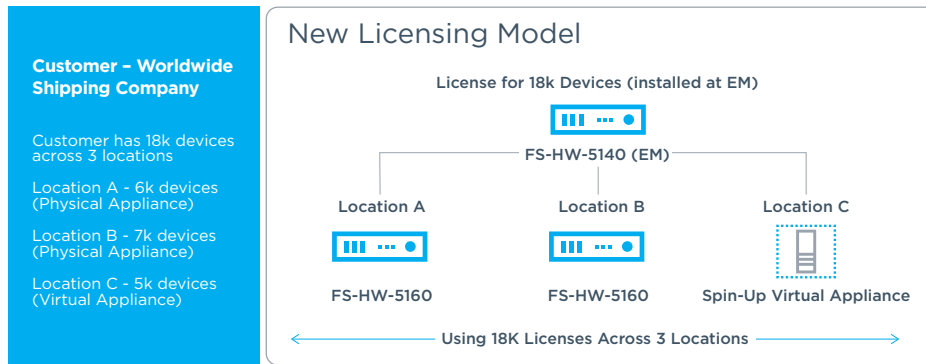 Customer – Worldwide
Shipping Company
Customer has 18k devices
across 3 locations
Location A - 6k devices
(Physical Appliance)
Location B - 7k devices
(Physical Appliance)
Location C - 5k devices
(Virtual Appliance)
New Licensing Model
License for 18k Devices (installed at EM)
FS-HW-5140 (EM)
Location A
Location B
Location C
FS-HW-5160
FS-HW-5160
Spin-Up Virtual Appliance
Using 18K Licenses Across 3 Locations